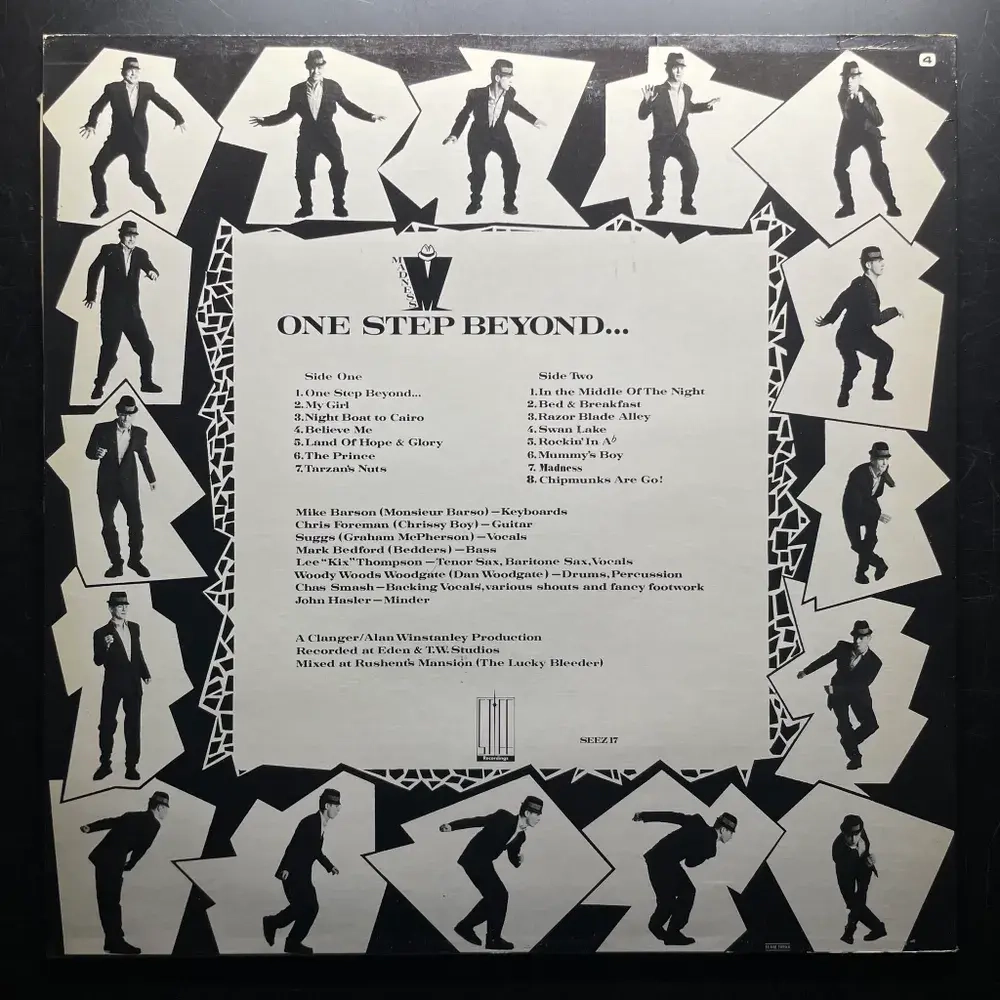 4
MADNESS
ONE STEP BEYOND...
Side One
1. One Step Beyond...
2. My Girl
3. Night Boat to Cairo
4. Believe Me
5. Land Of Hope & Glory
6. The Prince
7. Tarzan's Nuts
Side Two
1. In the Middle Of The Night
2. Bed & Breakfast
3. Razor Blade Alley
4. Swan Lake
5. Rockin' In A♭
6. Mummy's Boy
7. Madness
8. Chipmunks Are Go!
Mike Barson (Monsieur Barso) – Keyboards
Chris Foreman (Chrissy Boy) – Guitar
Suggs (Graham McPherson) – Vocals
Mark Bedford (Bedders) – Bass
Lee "Kix" Thompson – Tenor Sax, Baritone Sax, Vocals
Woody Woods Woodgate (Dan Woodgate) – Drums, Percussion
Chas Smash – Backing Vocals, various shouts and fancy footwork
John Hasler – Minder
A Clanger/Alan Winstanley Production
Recorded at Eden & T.W. Studios
Mixed at Rushent's Mansion (The Lucky Bleeder)
Recordings
SEEZ 17